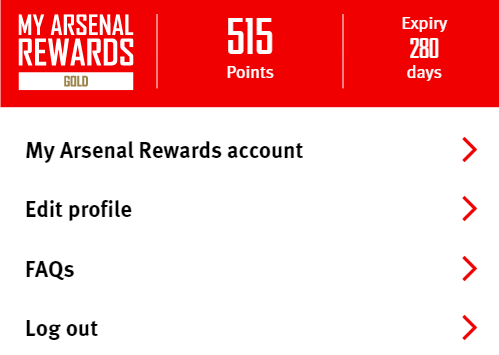 MY ARSENAL
REWARDS
GOLD
515
Points
Expiry
280
days
My Arsenal Rewards account
Edit profile
FAQs
Log out